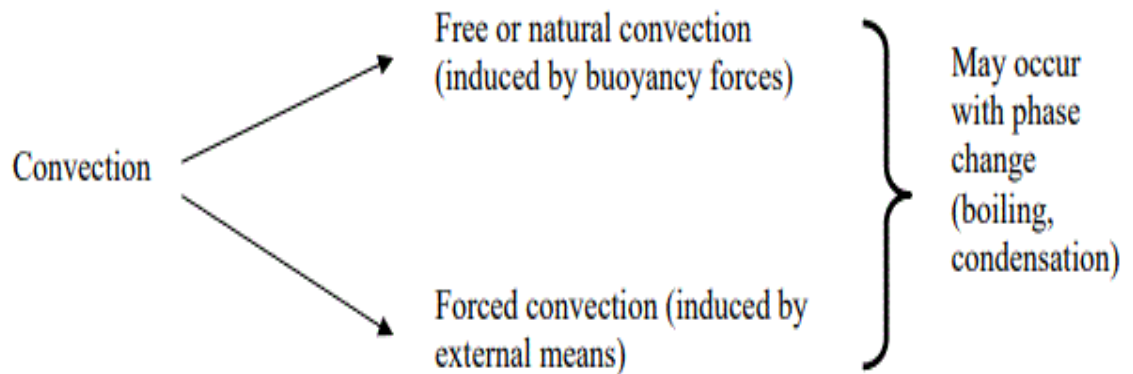 Convection
Free or natural convection
(induced by buoyancy forces)
Forced convection (induced by
external means)
May occur
with phase
change
(boiling,
condensation)